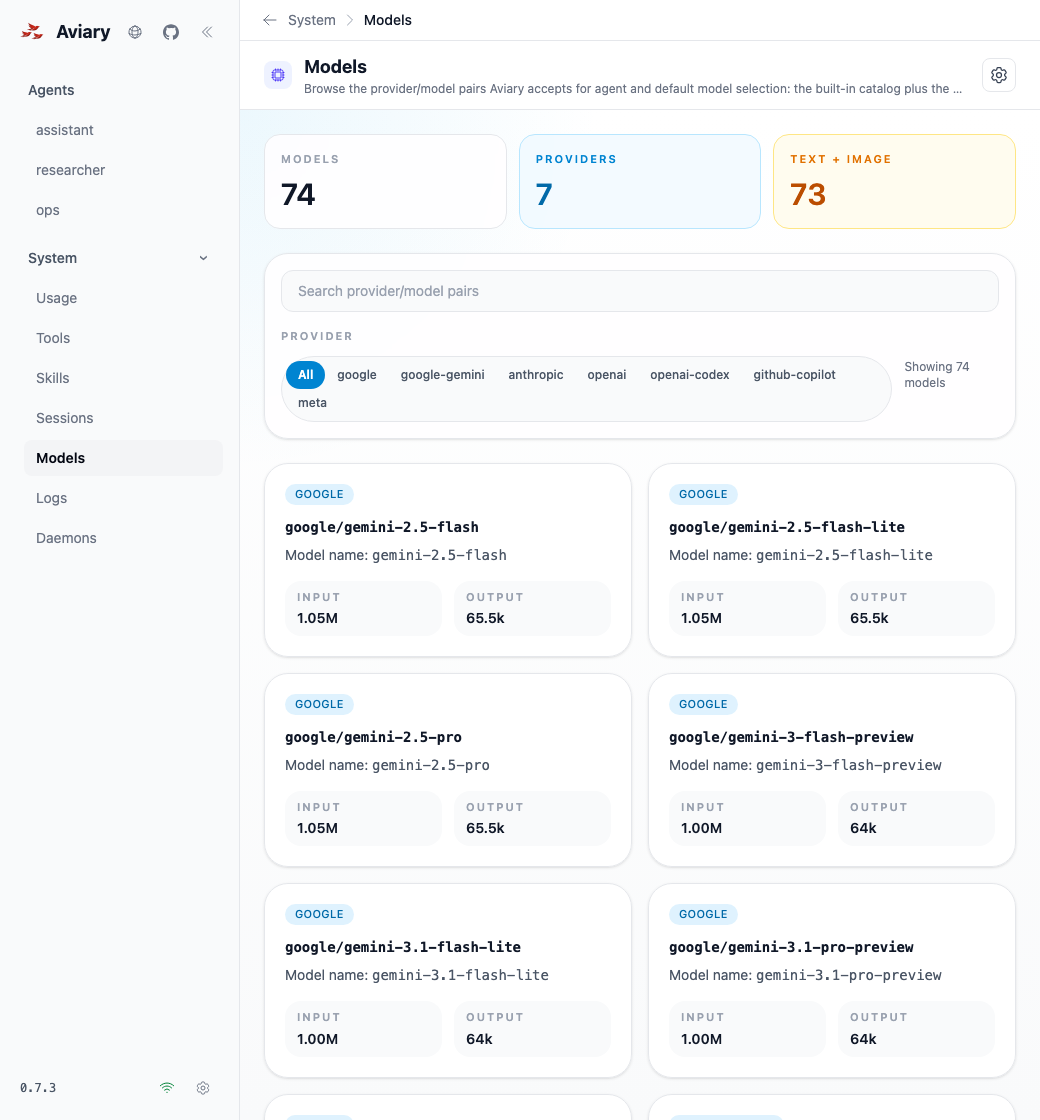 Aviary
Agents
assistant
researcher
ops
System
Usage
Tools
Skills
Sessions
Models
Logs
Daemons
0.7.3
System
Models
Models
Browse the provider/model pairs Aviary accepts for agent and default model selection: the built-in catalog plus the ...
MODELS
74
PROVIDERS
7
TEXT + IMAGE
73
Search provider/model pairs
PROVIDER
All google google-gemini anthropic openai openai-codex github-copilot
meta
Showing 74
models
GOOGLE
google/gemini-2.5-flash
Model name: gemini-2.5-flash
INPUT
1.05M
OUTPUT
65.5k
GOOGLE
google/gemini-2.5-flash-lite
Model name: gemini-2.5-flash-lite
INPUT
1.05M
OUTPUT
65.5k
GOOGLE
google/gemini-2.5-pro
Model name: gemini-2.5-pro
INPUT
1.05M
OUTPUT
65.5k
GOOGLE
google/gemini-3-flash-preview
Model name: gemini-3-flash-preview
INPUT
1.00M
OUTPUT
64k
GOOGLE
google/gemini-3.1-flash-lite
Model name: gemini-3.1-flash-lite
INPUT
1.00M
OUTPUT
64k
GOOGLE
google/gemini-3.1-pro-preview
Model name: gemini-3.1-pro-preview
INPUT
1.00M
OUTPUT
64k